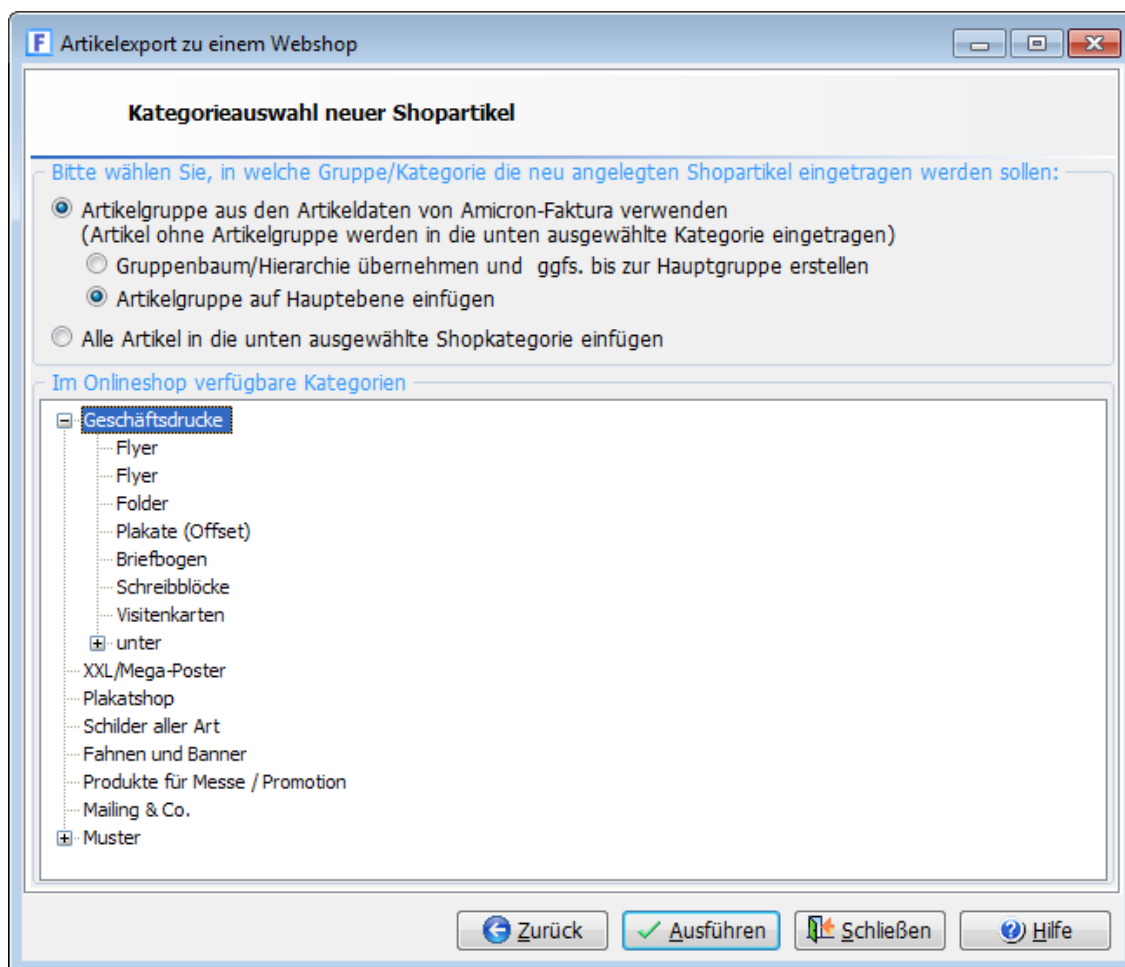 F Artikelexport zu einem Webshop
Kategorieauswahl neuer Shopartikel
Bitte wählen Sie, in welche Gruppe/Kategorie die neu angelegten Shopartikel eingetragen werden sollen:
Artikelgruppe aus den Artikeldaten von Amicron-Faktura verwenden
(Artikel ohne Artikelgruppe werden in die unten ausgewählte Kategorie eingetragen)
Gruppenbaum/Hierarchie übernehmen und ggfs. bis zur Hauptgruppe erstellen
Artikelgruppe auf Hauptebene einfügen
Alle Artikel in die unten ausgewählte Shopkategorie einfügen
Im Onlineshop verfügbare Kategorien
Geschäftsdrucke
Flyer
Flyer
Folder
Plakate (Offset)
Briefbogen
Schreibblöcke
Visitenkarten
unter
XXL/Mega-Poster
Plakatshop
Schilder aller Art
Fahnen und Banner
Produkte für Messe / Promotion
Mailing & Co.
Muster
Zurück Ausführen Schließen Hilfe